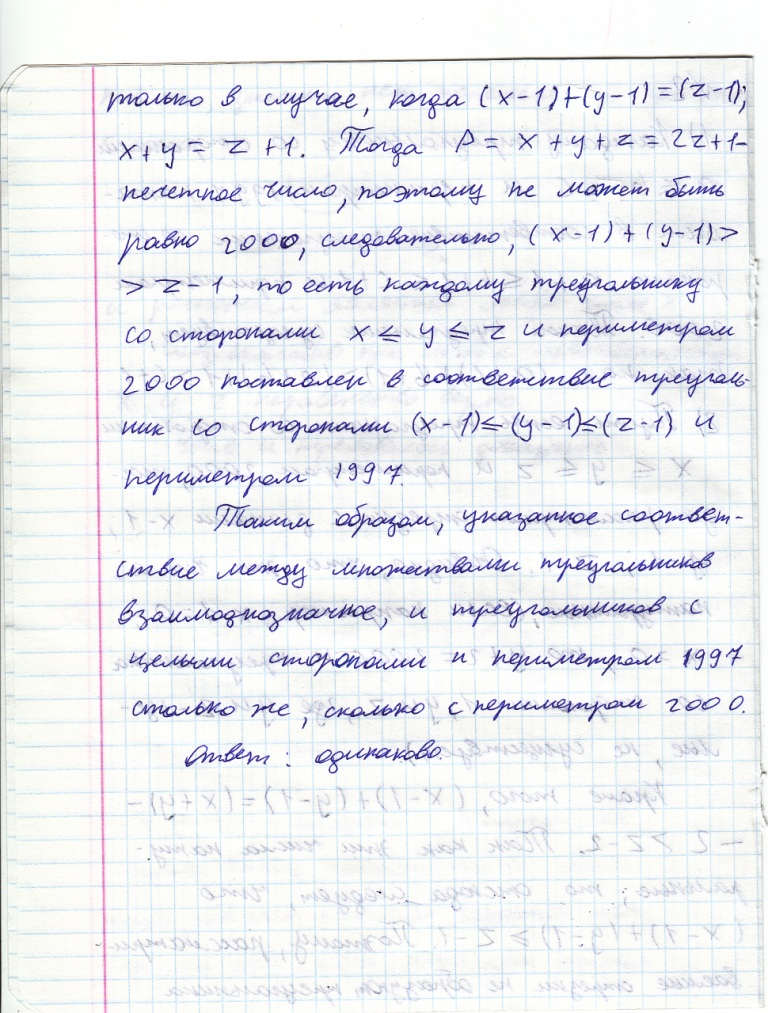 только в случае, когда (x-1)+(y-1)=(z-1);
x+y = z+1. Тогда P = x+y+z = 2z+1-
нечетное число, поэтому не может быть
равно 2000, следовательно, (x-1)+(y-1)>
> z-1, то есть каждому треугольнику
со сторонами x ≤ y ≤ z и периметром
2000 поставлен в соответствие треуголь-
ник со сторонами (x-1)≤(y-1)≤(z-1) и
периметром 1997.
Таким образом, указанное соответ-
ствие между множествами треугольников
взаимооднозначное, и треугольников с
целыми сторонами и периметром 1997
столько же, сколько с периметром 2000.
Ответ: одинаково.